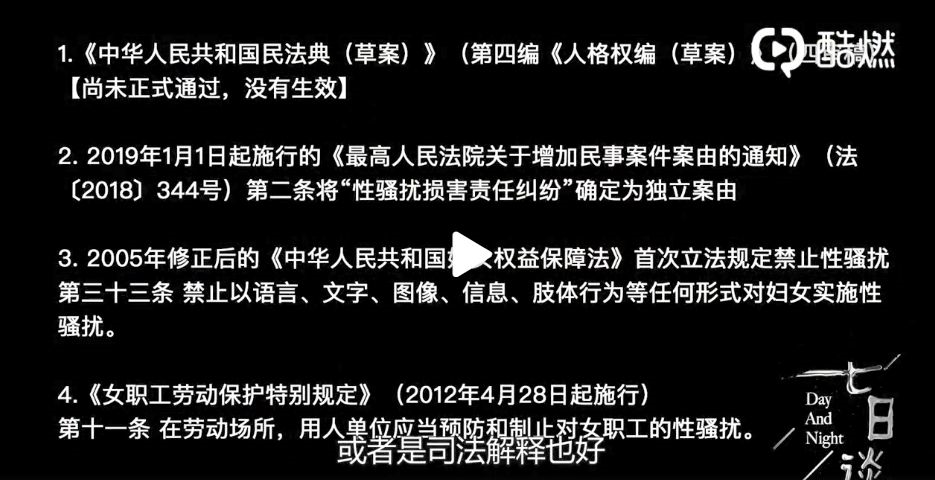 1.《中华人民共和国民法典（草案）》（第四编《人格权编（草案）
酷燃
【尚未正式通过，没有生效】
2. 2019年1月1日起施行的《最高人民法院关于增加民事案件案由的通知》（法
〔2018〕344号）第二条将“性骚扰损害责任纠纷”确定为独立案由
3. 2005年修正后的《中华人民共和国 权益保障法》首次立法规定禁止性骚扰
第三十三条 禁止以语言、文字、图像、信息、肢体行为等任何形式对妇女实施性
骚扰。
4.《女职工劳动保护特别规定》（2012年4月28日起施行）
第十一条 在劳动场所，用人单位应当预防和制止对女职工的性骚扰。
或者是司法解释也好
七日谈
Day
And
Night